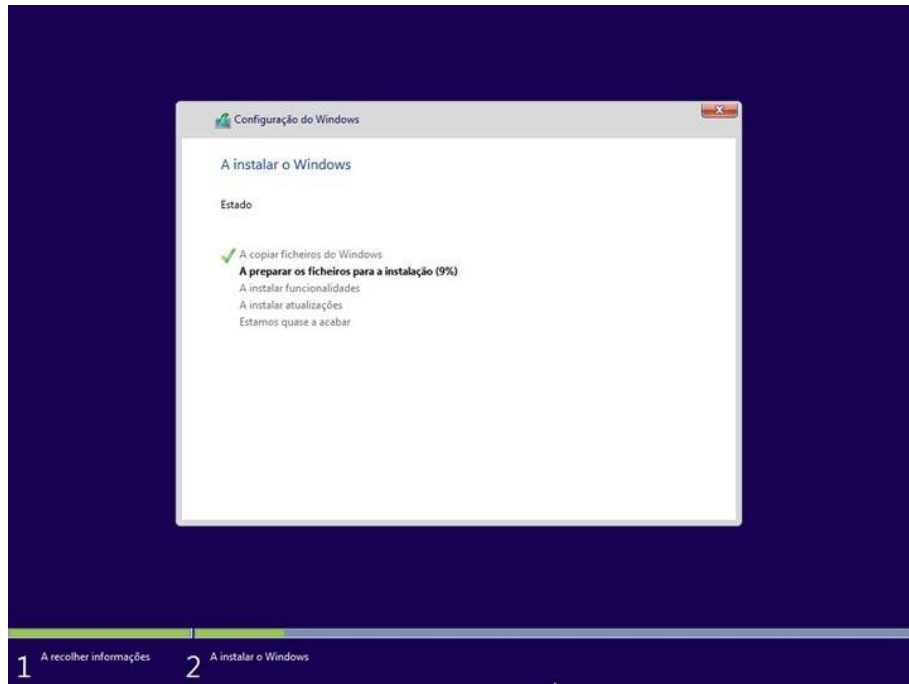 Configuração do Windows
A instalar o Windows
Estado
A copiar ficheiros do Windows
A preparar os ficheiros para a instalação (9%)
A instalar funcionalidades
A instalar atualizações
Estamos quase a acabar
1 A recolher informações
2 A instalar o Windows